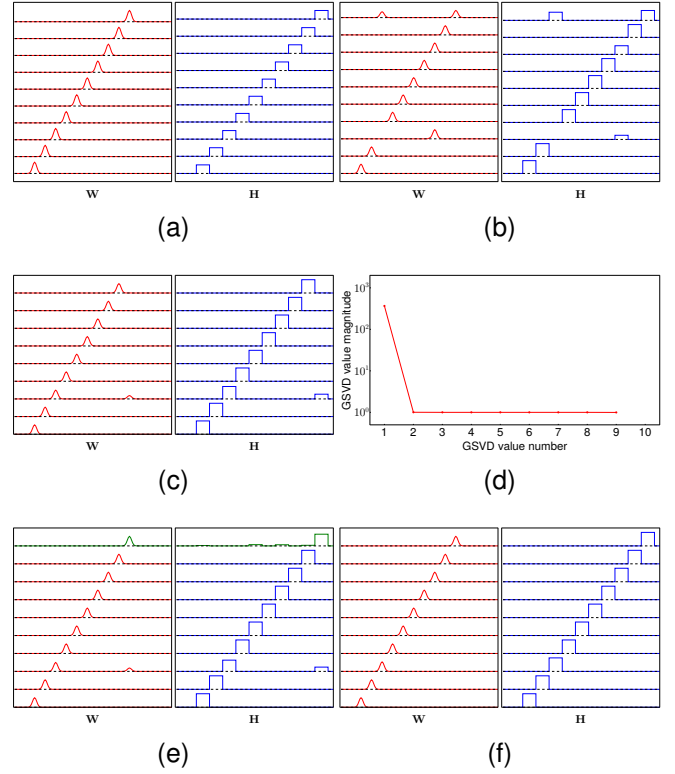 W H W H
(a) (b)
W H
GSVD value magnitude
10³
10²
10¹
10⁰
1 2 3 4 5 6 7 8 9 10
GSVD value number
(c) (d)
W H W H
(e) (f)